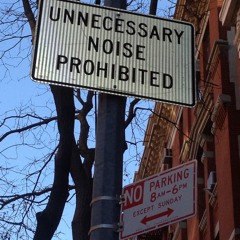 UNNECESSARY
NOISE
PROHIBITED
NO PARKING
8AM-6PM
EXCEPT SUNDAY